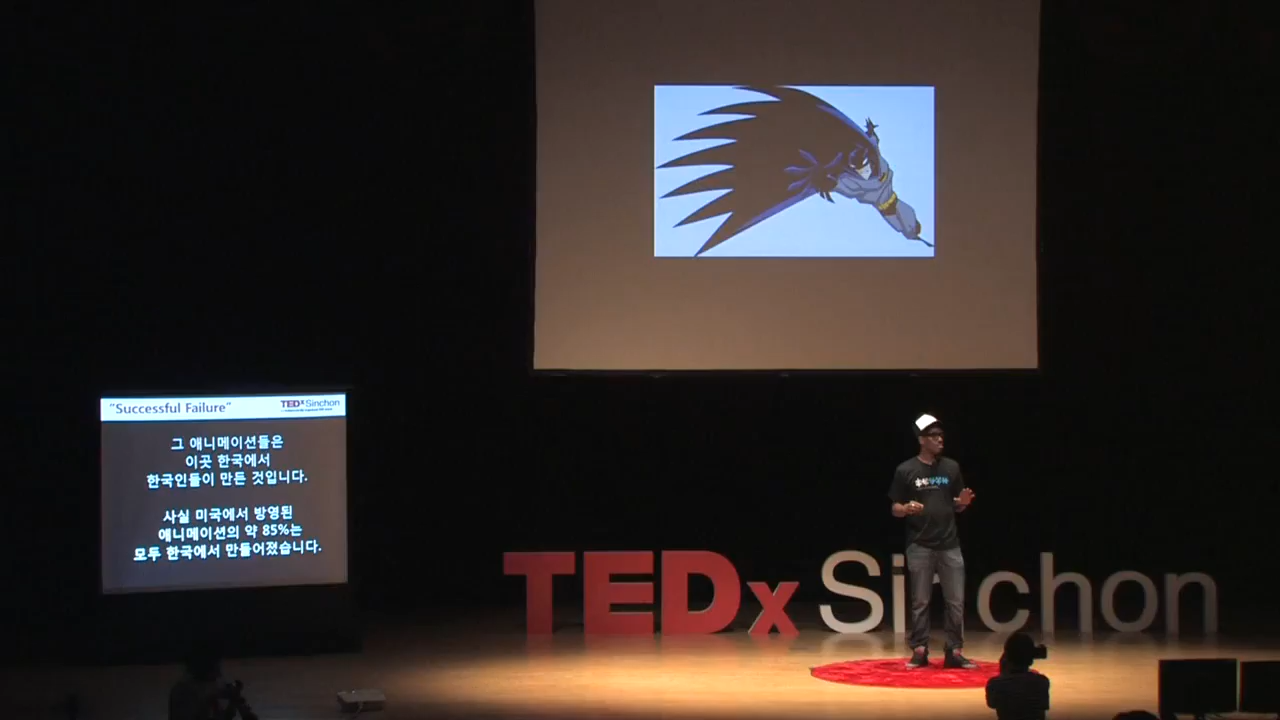 "Successful Failure"
TEDx Sinchon
그 애니메이션들은
이곳 한국에서
한국인들이 만든 것입니다.
사실 미국에서 방영된
애니메이션의 약 85%는
모두 한국에서 만들어졌습니다.
TEDxSinchon